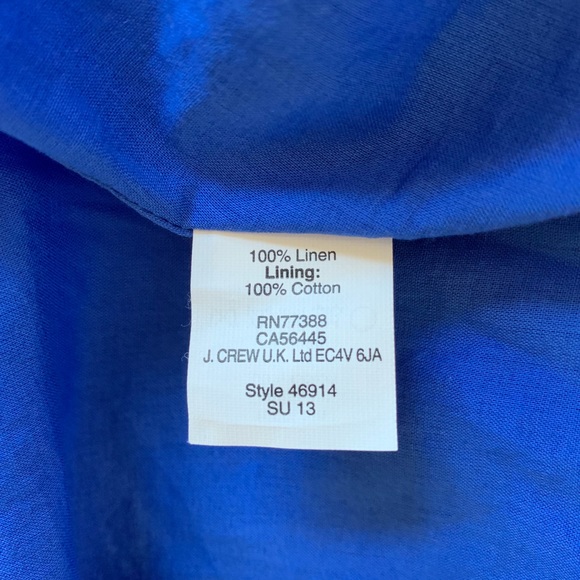 100% Linen
Lining:
100% Cotton
RN77388
CA56445
J. CREW U.K. Ltd EC4V 6JA
Style 46914
SU 13